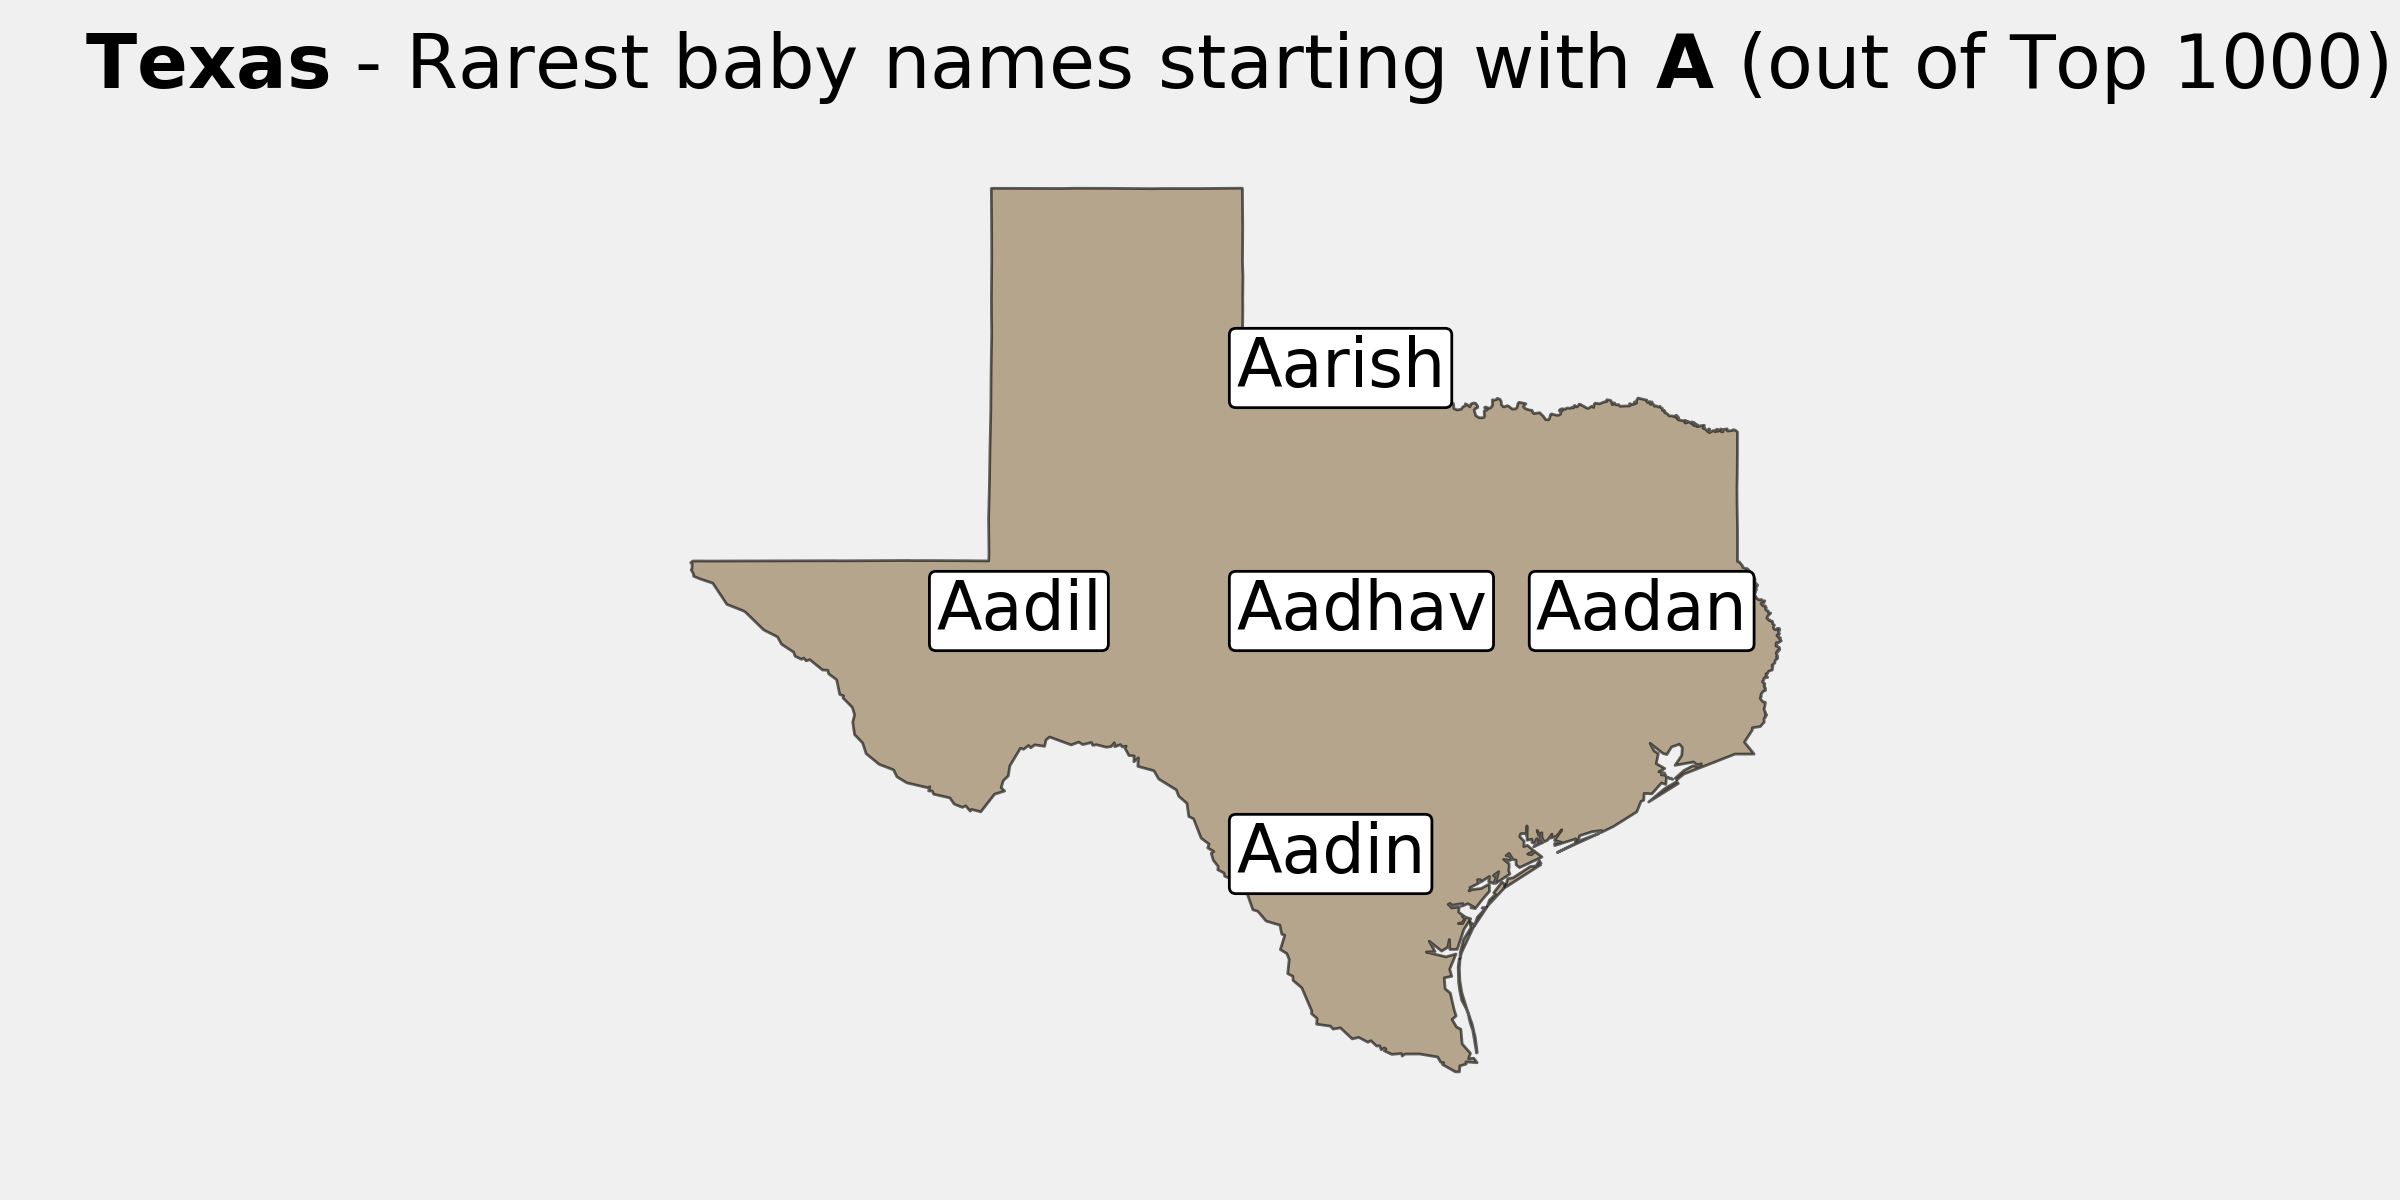 Texas - Rarest baby names starting with A (out of Top 1000)
Aarish
Aadil Aadhav Aadan
Aadin